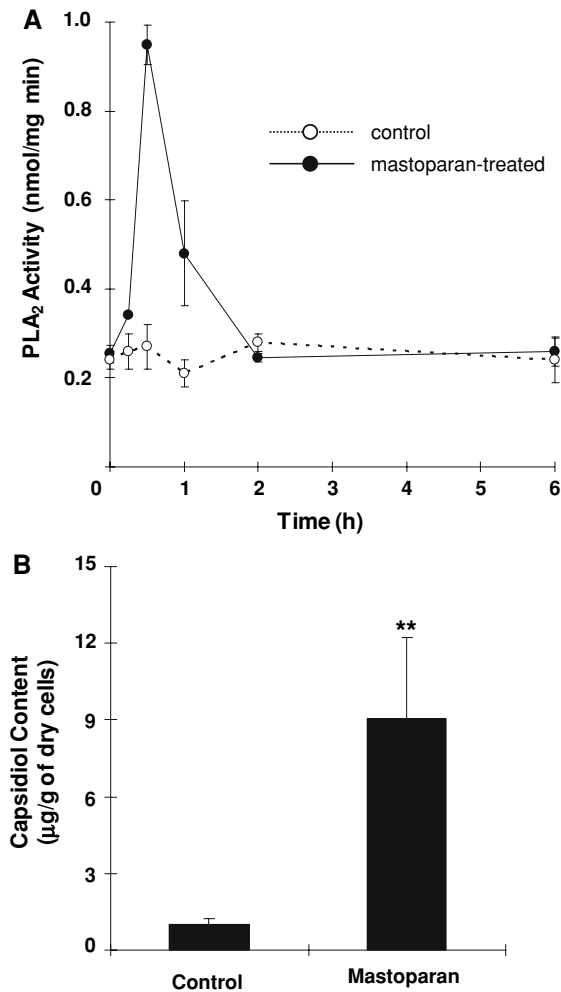 A
1.0
0.8
0.6
0.4
0.2
PLA2 Activity (nmol/mg min)
control
mastoparan-treated
0 1 2 3 4 5 6
Time (h)
B
15
12
9
6
3
0
Capsidiol Content
(µg/g of dry cells)
**
Control Mastoparan